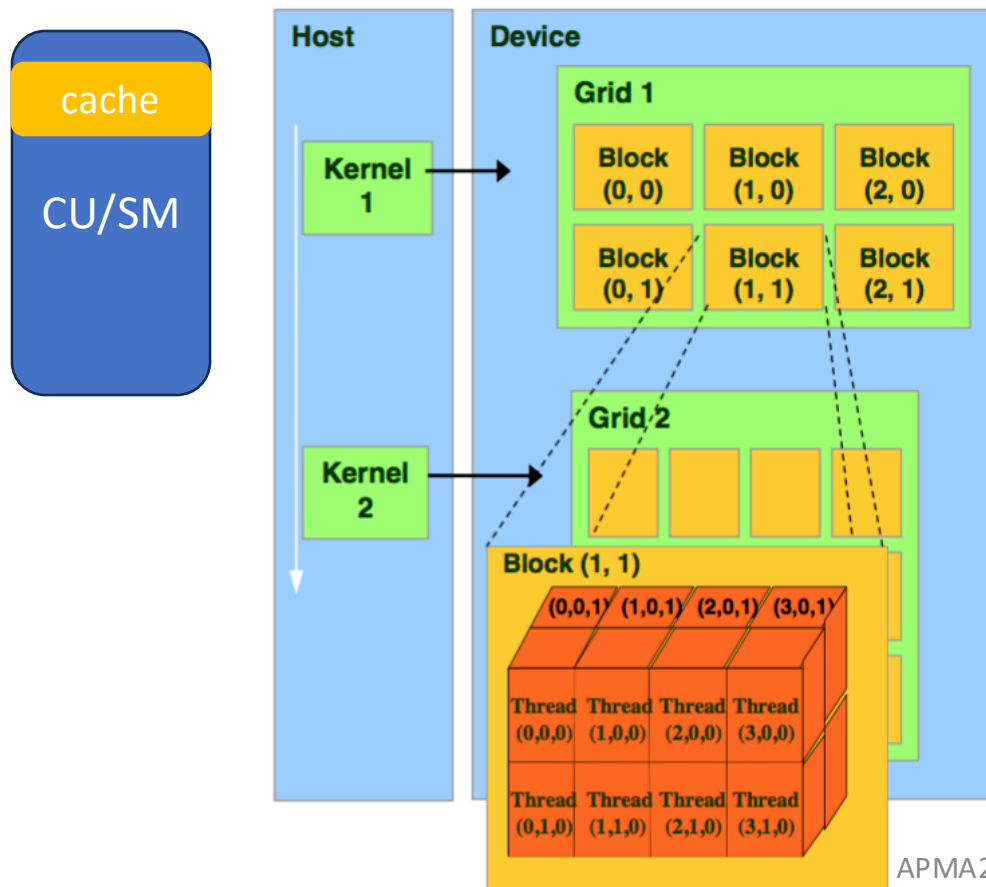 cache
CU/SM
Host
Device
Kernel
1
Kernel
2
Grid 1
Block
(0, 0)
Block
(1, 0)
Block
(2, 0)
Block
(0, 1)
Block
(1, 1)
Block
(2, 1)
Grid 2
Block (1, 1)
(0,0,1) (1,0,1) (2,0,1) (3,0,1)
Thread Thread Thread Thread
(0,0,0) (1,0,0) (2,0,0) (3,0,0)
Thread Thread Thread Thread
(0,1,0) (1,1,0) (2,1,0) (3,1,0)
APMA2